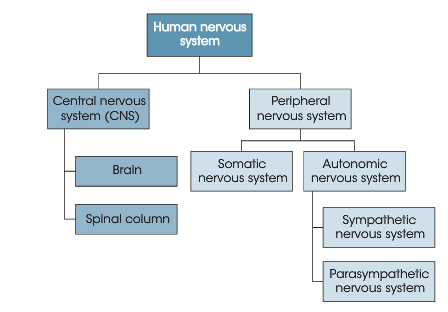 Human nervous
system
Central nervous
system (CNS)
Peripheral
nervous system
Brain
Spinal column
Somatic
nervous system
Autonomic
nervous system
Sympathetic
nervous system
Parasympathetic
nervous system